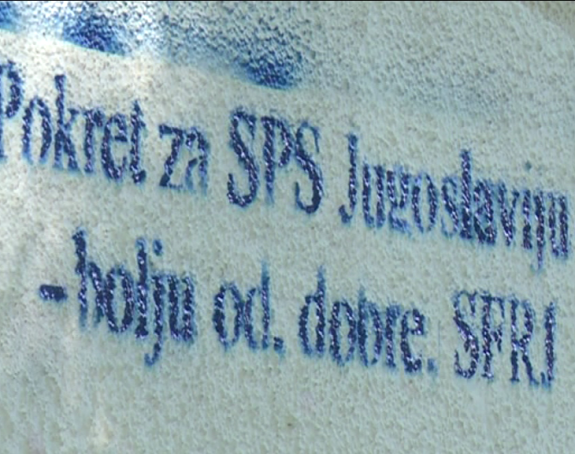 Pokret za SPS Jugoslaviju
-bolju od. dobre. SFRJ